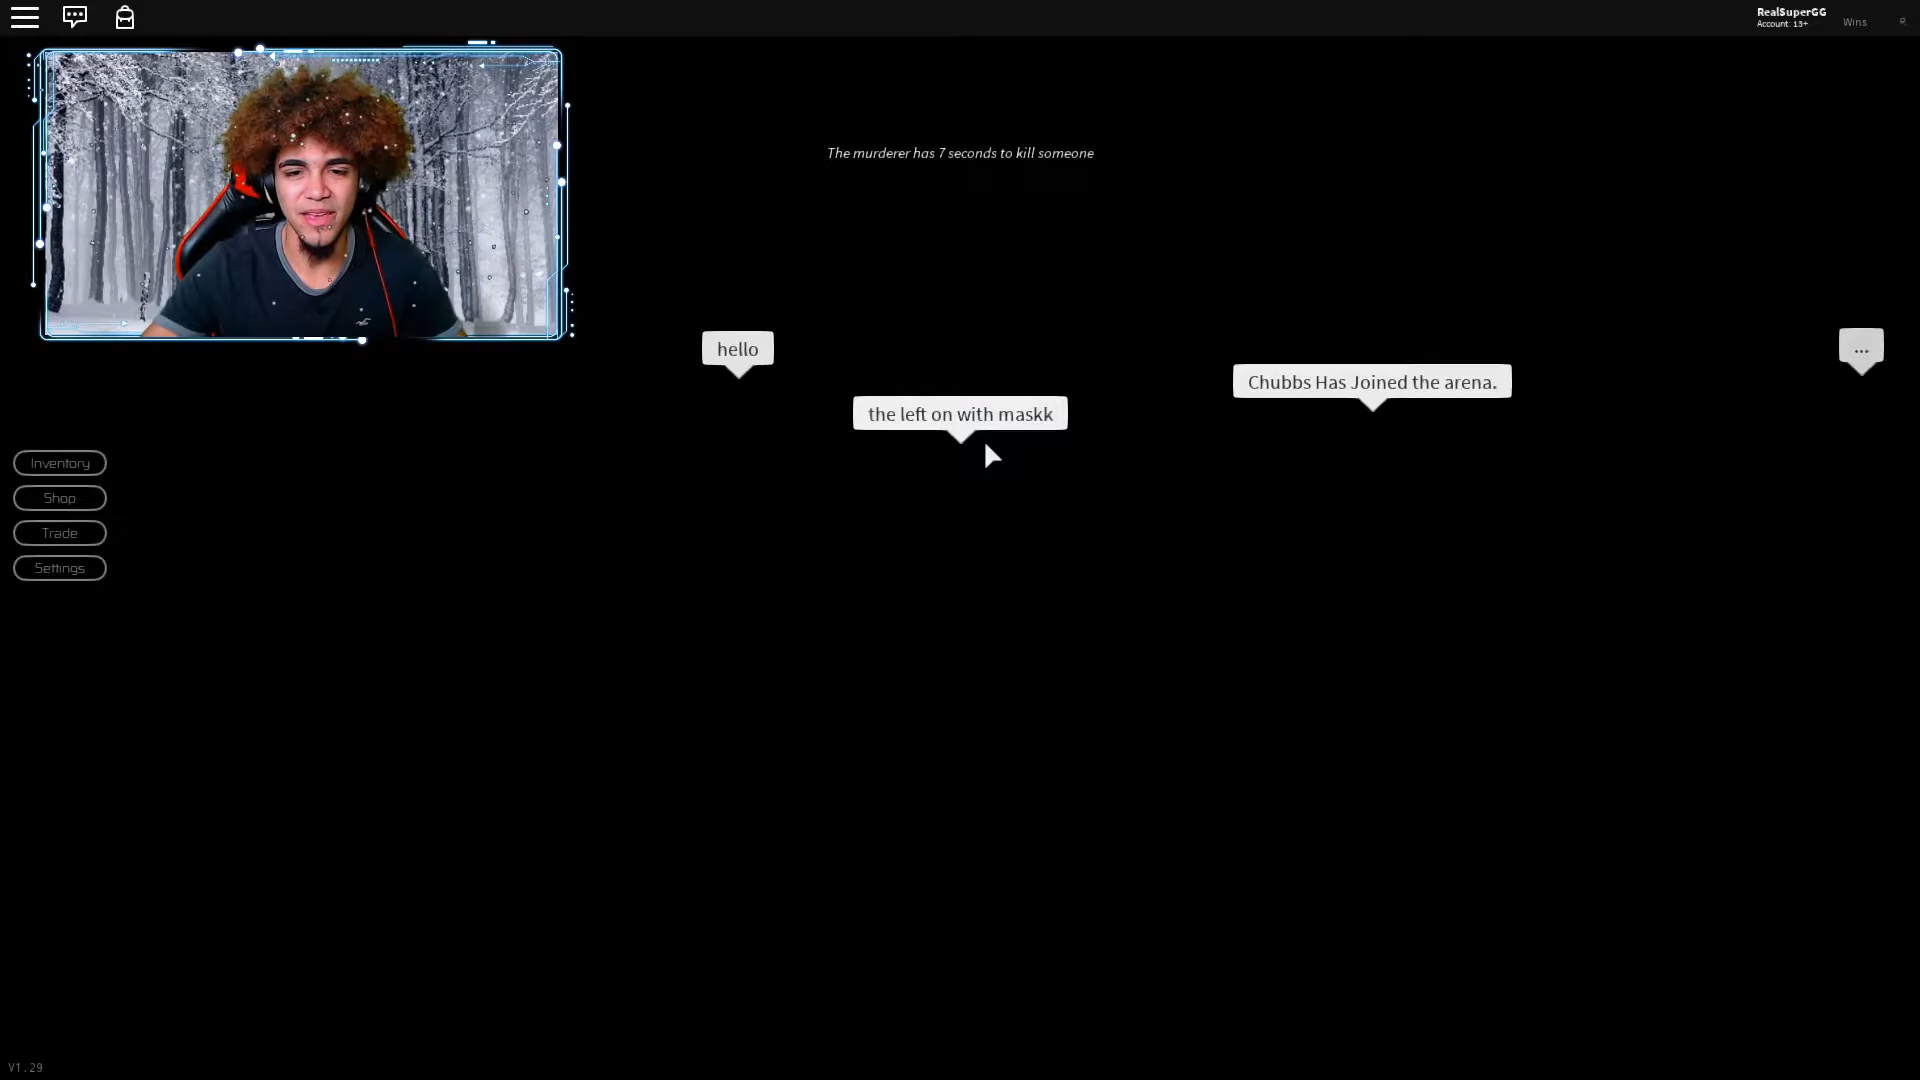 RealSuperGG
Account: 13+
Wins
The murderer has 7 seconds to kill someone
hello
...
Chubbs Has Joined the arena.
the left on with maskk
Inventory
Shop
Trade
Settings
V1.29